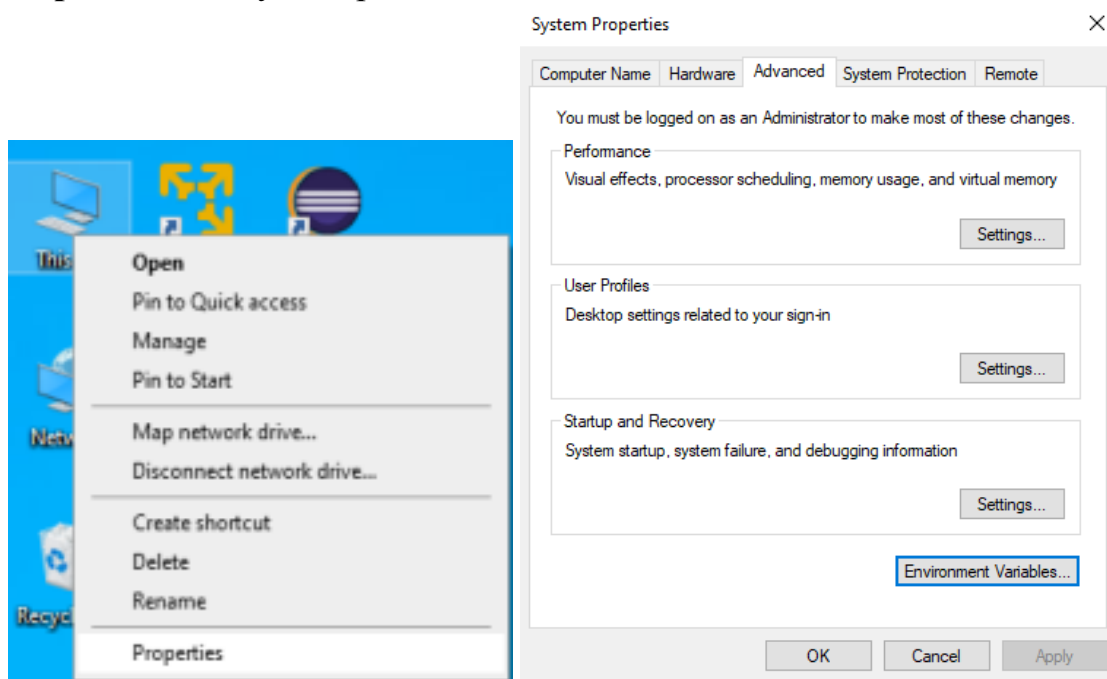 System Properties
Computer Name Hardware Advanced System Protection Remote
You must be logged on as an Administrator to make most of these changes.
Performance
Visual effects, processor scheduling, memory usage, and virtual memory
Settings...
User Profiles
Desktop settings related to your sign-in
Settings...
Startup and Recovery
System startup, system failure, and debugging information
Settings...
Environment Variables...
OK Cancel Apply
This
Open
Pin to Quick access
Manage
Pin to Start
Map network drive...
Disconnect network drive...
Create shortcut
Delete
Rename
Properties